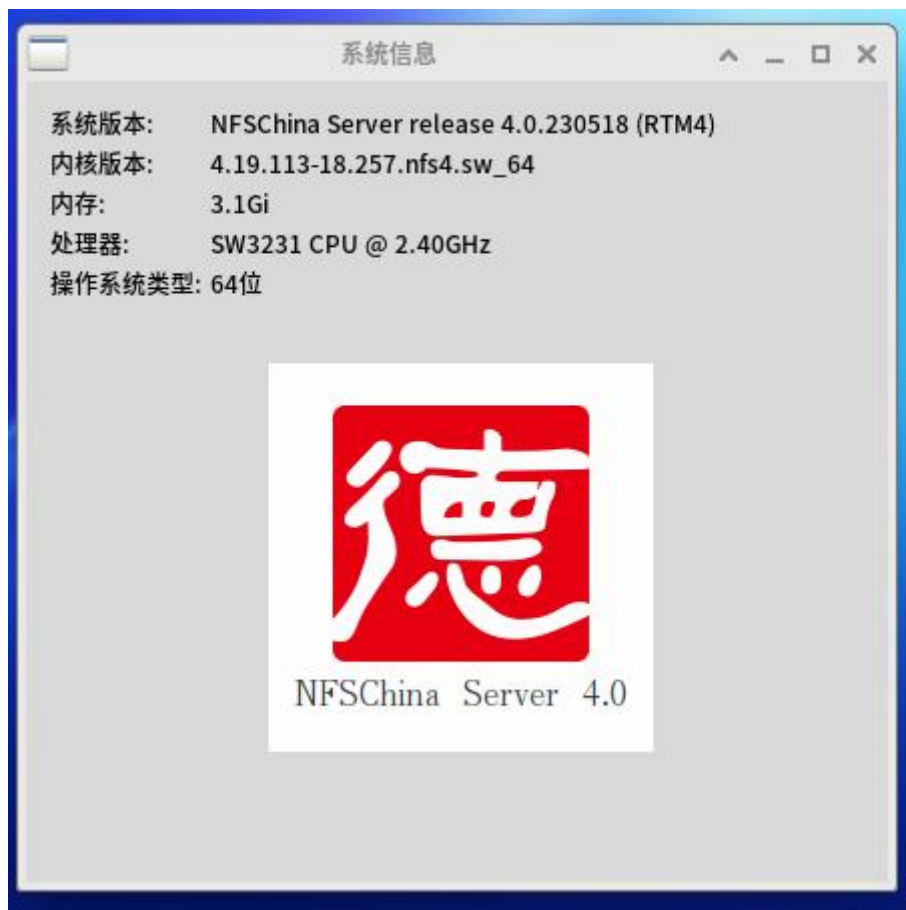 系统信息
系统版本: NFSChina Server release 4.0.230518 (RTM4)
内核版本: 4.19.113-18.257.nfs4.sw_64
内存: 3.1Gi
处理器: SW3231 CPU @ 2.40GHz
操作系统类型: 64位
德
NFSChina Server 4.0